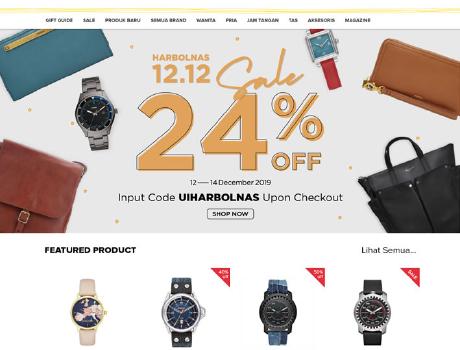 GIFT GUIDE SALE PRODUK BARU SEMUA BRAND WANITA PRIA JAM TANGAN TAS AKSESORIS MAGAZINE
HARBOLNAS
12.12 Sale
24% OFF
12 — 14 December 2019
Input Code UIHARBOLNAS Upon Checkout
SHOP NOW
FEATURED PRODUCT Lihat Semua...
40% off
50% off
SALE